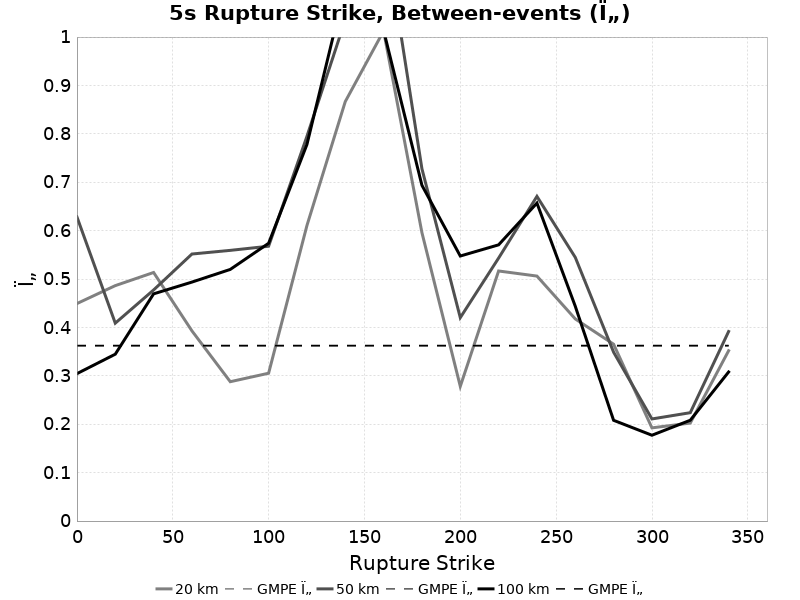 5s Rupture Strike, Between-events (Ï„)
1
0.9
0.8
0.7
0.6
0.5
0.4
0.3
0.2
0.1
0
Ï„
0 50 100 150 200 250 300 350
Rupture Strike
20 km GMPE Ï„ 50 km GMPE Ï„ 100 km GMPE Ï„